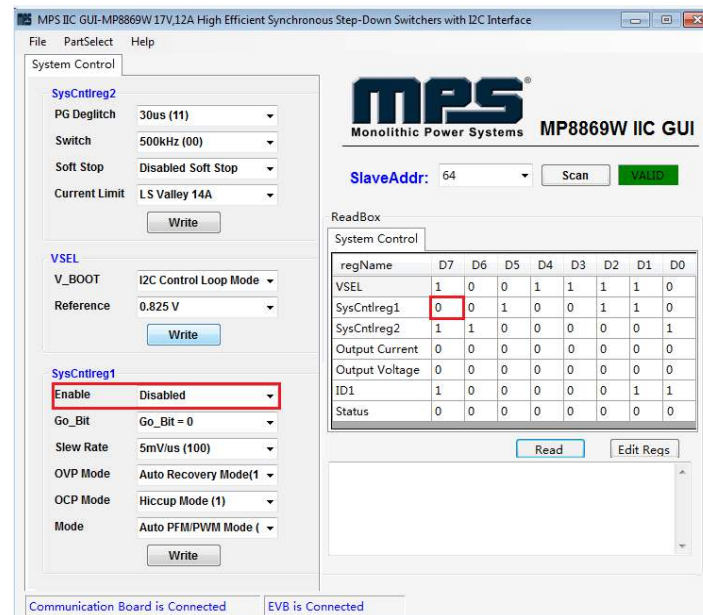 MPS IIC GUI-MP8869W 17V,12A High Efficient Synchronous Step-Down Switchers with I2C Interface
File PartSelect Help
System Control
SysCntlreg2
PG Deglitch 30us (11)
Switch 500kHz (00)
Soft Stop Disabled Soft Stop
Current Limit LS Valley 14A
Write
VSEL
V_BOOT I2C Control Loop Mode
Reference 0.825 V
Write
SysCntlreg1
Enable Disabled
Go_Bit Go_Bit = 0
Slew Rate 5mV/us (100)
OVP Mode Auto Recovery Mode(1
OCP Mode Hiccup Mode (1)
Mode Auto PFM/PWM Mode (
Write
mps®
Monolithic Power Systems MP8869W IIC GUI
SlaveAddr: 64 Scan VALID
ReadBox
System Control
regName D7 D6 D5 D4 D3 D2 D1 D0
VSEL 1 0 0 1 1 1 1 0
SysCntlreg1 0 0 1 0 0 1 1 0
SysCntlreg2 1 1 0 0 0 0 0 1
Output Current 0 0 0 0 0 0 0 0
Output Voltage 0 0 0 0 0 0 0 0
ID1 1 0 0 0 0 0 1 1
Status 0 0 0 0 0 0 0 0
Read Edit Regs
Communication Board is Connected EVB is Connected